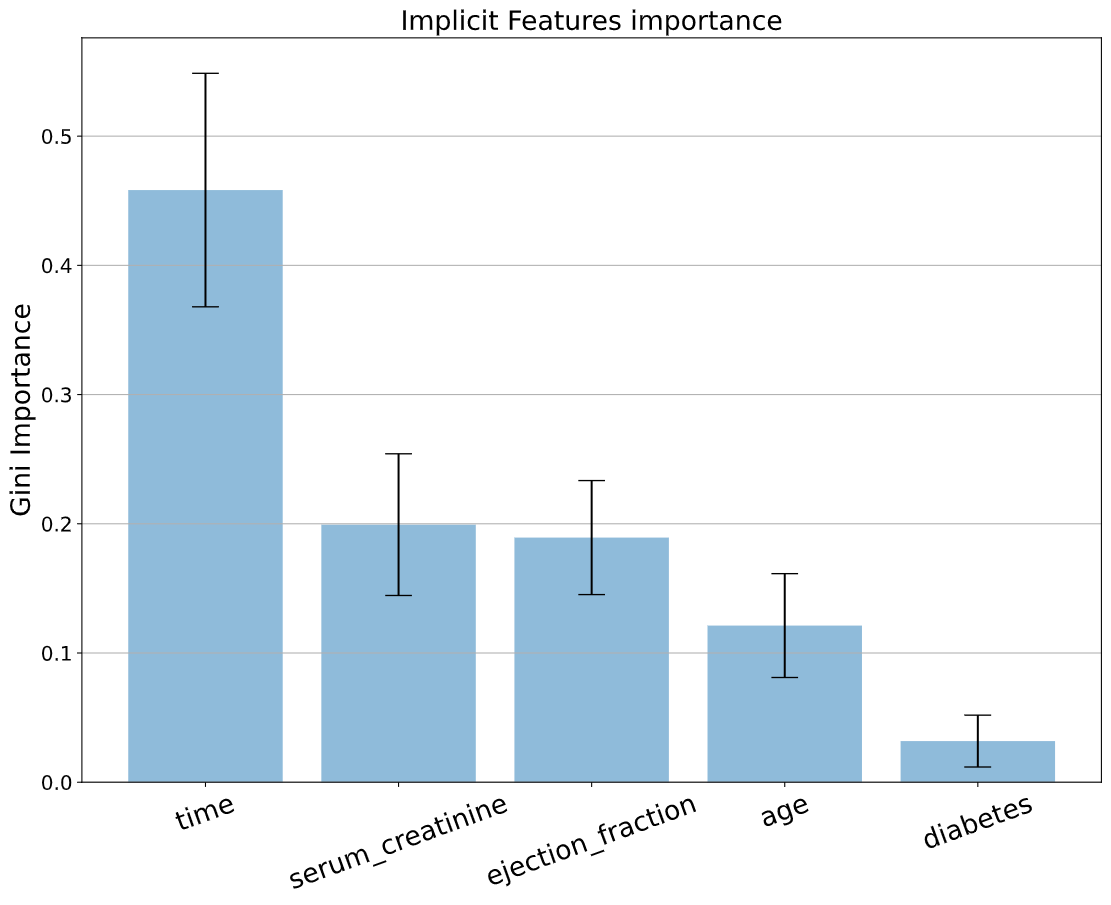 Implicit Features importance
Gini Importance
0.5
0.4
0.3
0.2
0.1
0.0
time
serum_creatinine
ejection_fraction
age
diabetes